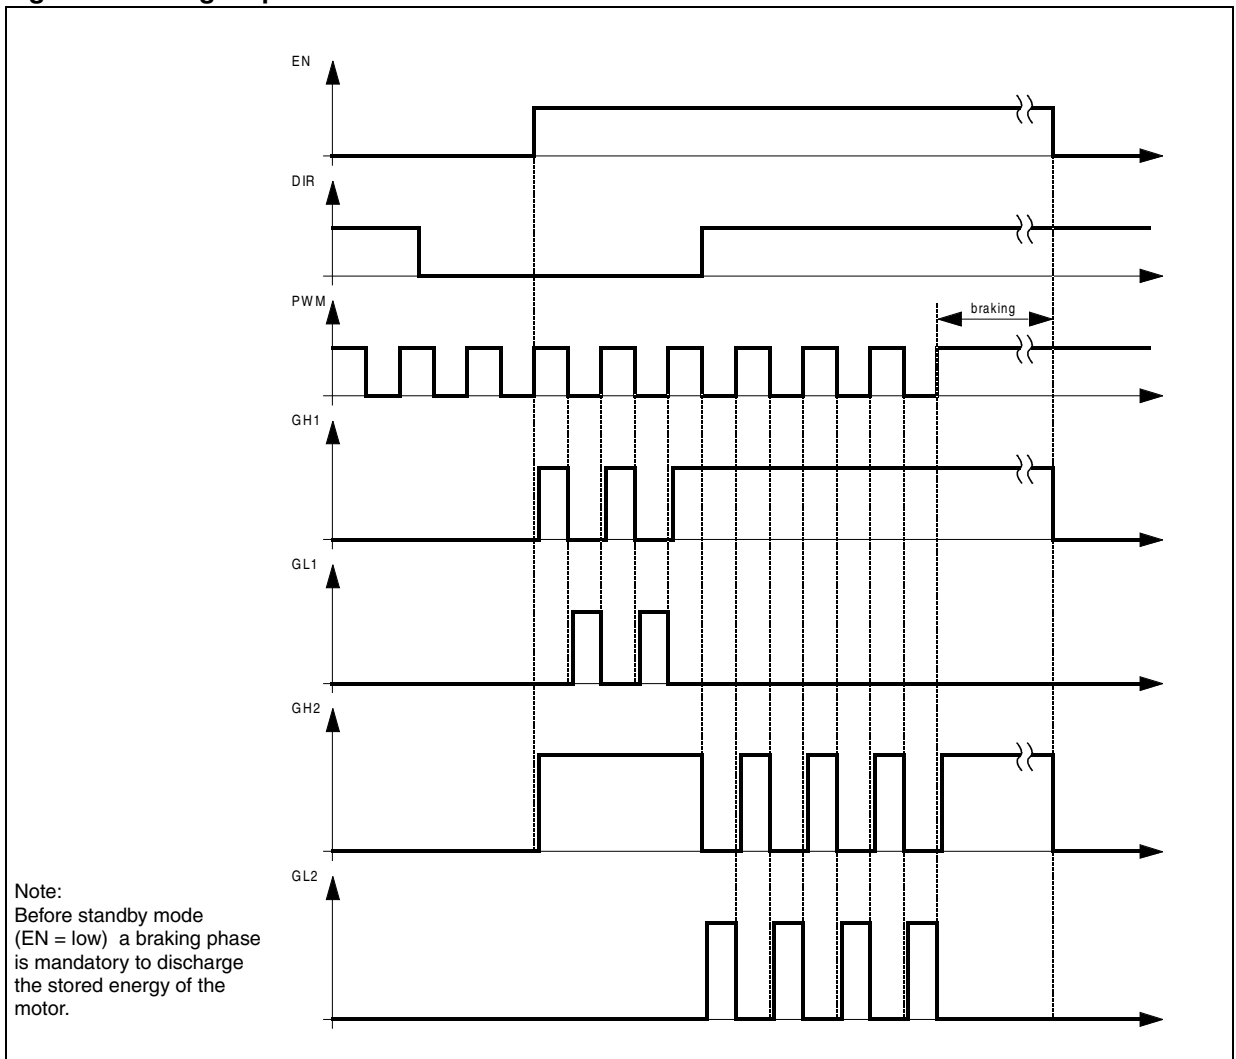 EN
DIR
PWM
braking
GH1
GL1
GH2
GL2
Note:
Before standby mode
(EN = low) a braking phase
is mandatory to discharge
the stored energy of the
motor.